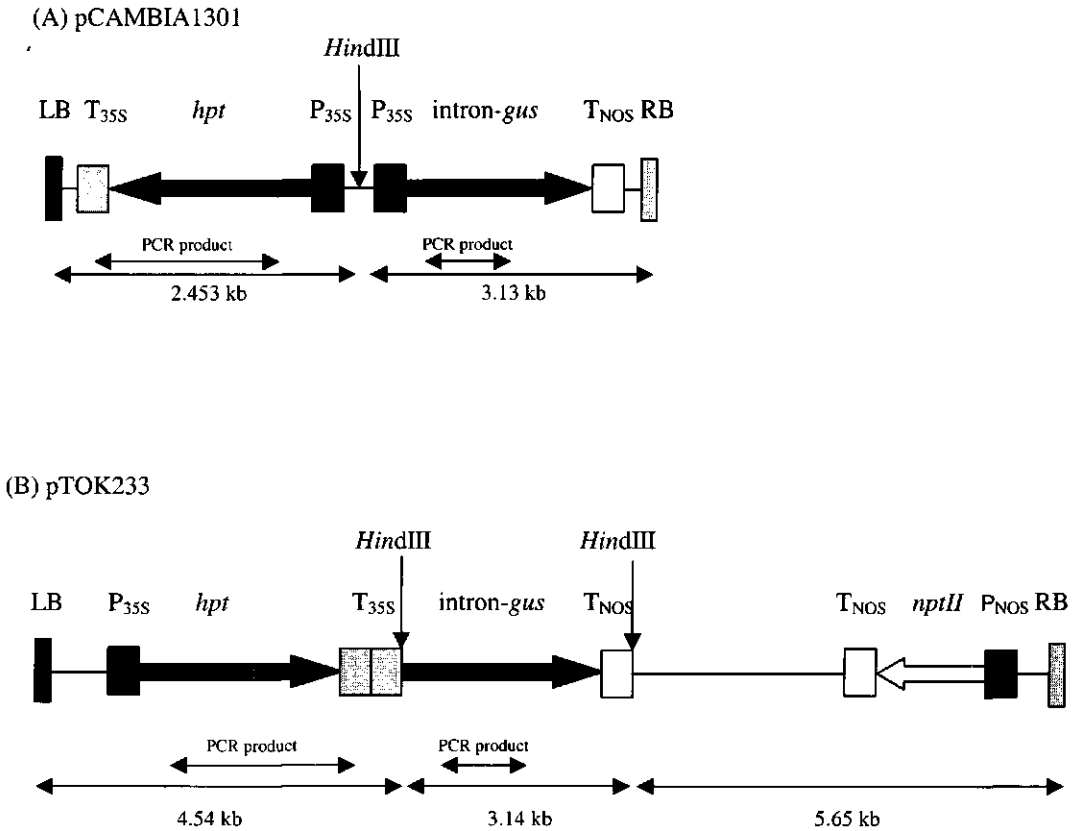 (A) pCAMBIA1301
HindIII
LB T35S hpt P35S P35S intron-gus TNOS RB
PCR product PCR product
2.453 kb 3.13 kb
(B) pTOK233
HindIII HindIII
LB P35S hpt T35S intron-gus TNOS TNOS nptII PNOS RB
PCR product PCR product
4.54 kb 3.14 kb 5.65 kb